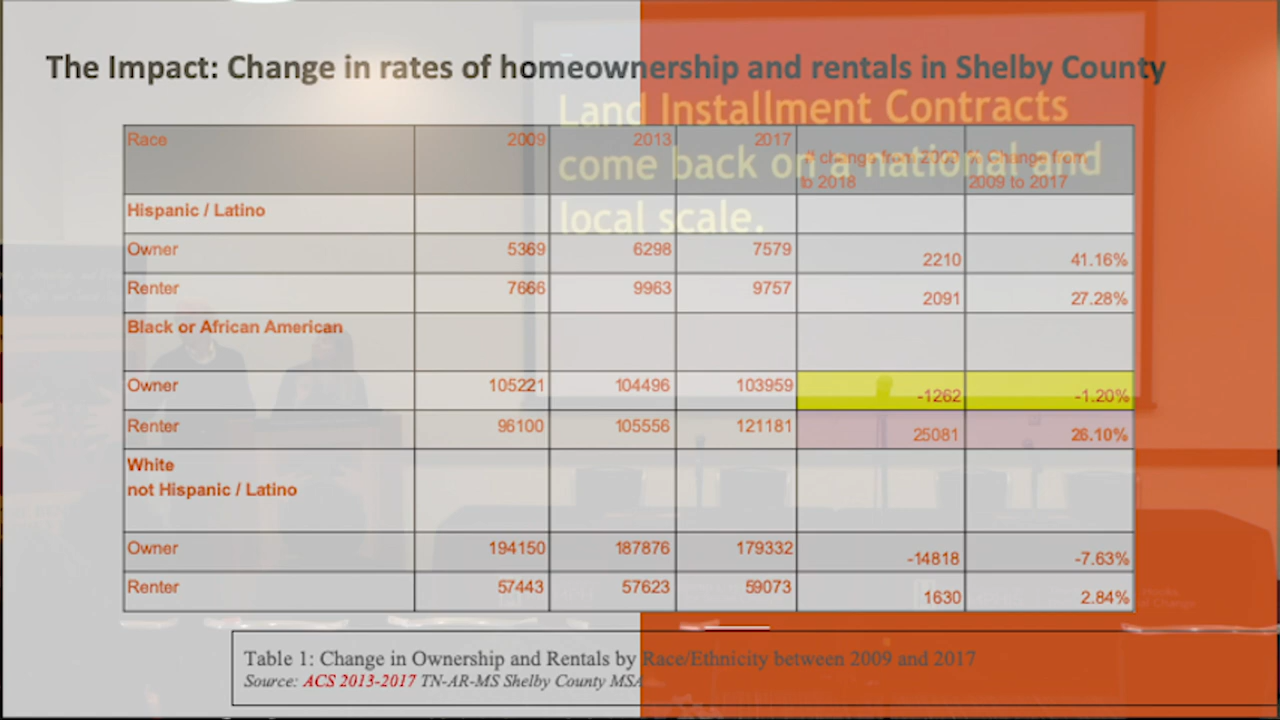 The Impact: Change in rates of homeownership and rentals in Shelby County
Land Installment Contracts
come back on a national and
local scale.
Race 2009 2013 2017 # change from 2009 to 2018 % Change from 2009 to 2017
Hispanic / Latino
Owner 5369 6298 7579 2210 41.16%
Renter 7666 9963 9757 2091 27.28%
Black or African American
Owner 105221 104496 103959 -1262 -1.20%
Renter 96100 105556 121181 25081 26.10%
White
not Hispanic / Latino
Owner 194150 187876 179332 -14818 -7.63%
Renter 57443 57623 59073 1630 2.84%
Table 1: Change in Ownership and Rentals by Race/Ethnicity between 2009 and 2017
Source: ACS 2013-2017 TN-AR-MS Shelby County MSA